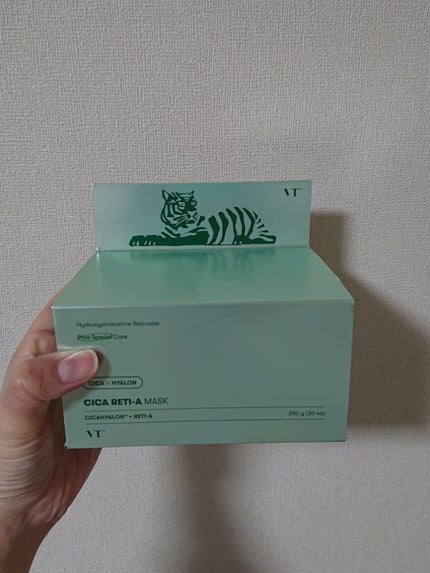 VT
Hydroxypinacolone Retinoate
Pore Special Care
CICA × HYALON
CICA RETI-A MASK
CICAHYALON™ + RETI-A 350 g (30 ea)
VT